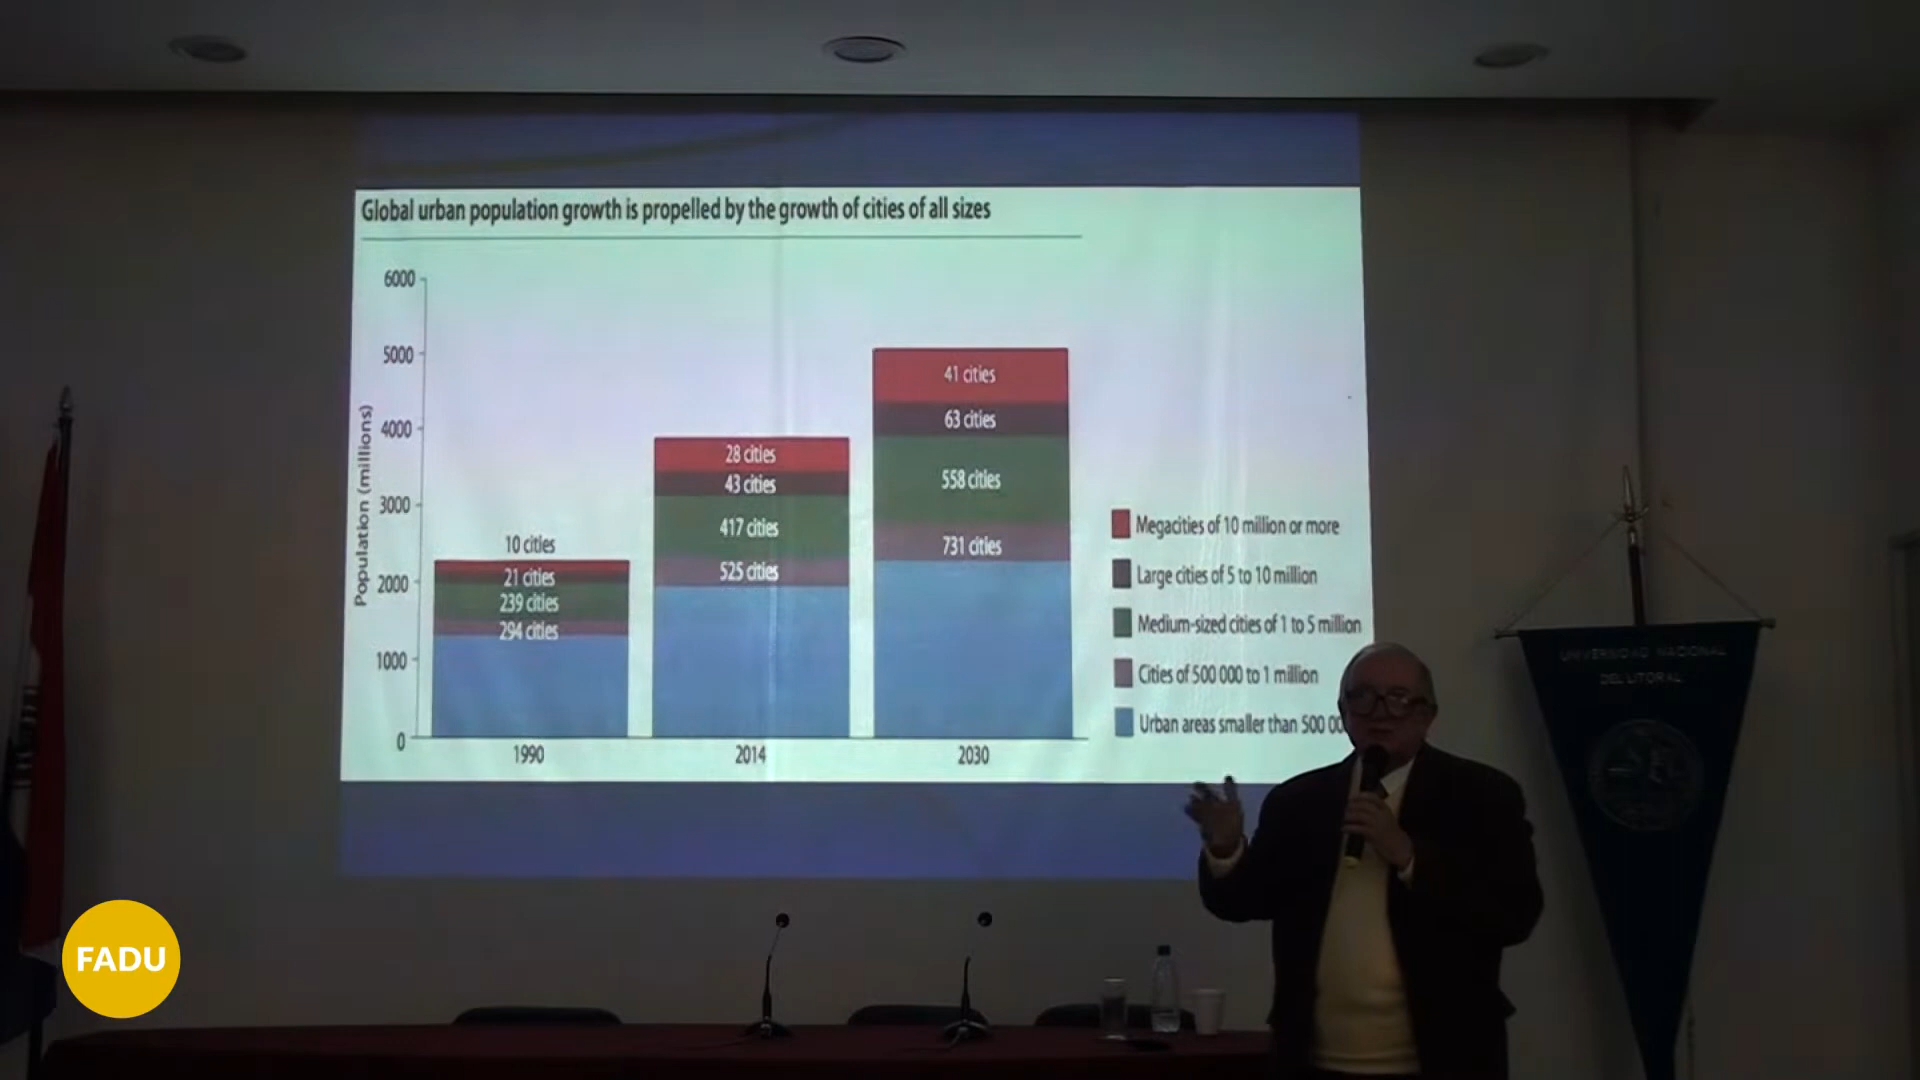 Global urban population growth is propelled by the growth of cities of all sizes
6000
5000
4000
3000
2000
1000
0
Population (millions)
10 cities
21 cities
239 cities
294 cities
1990
28 cities
43 cities
417 cities
525 cities
2014
41 cities
63 cities
558 cities
731 cities
2030
Megacities of 10 million or more
Large cities of 5 to 10 million
Medium-sized cities of 1 to 5 million
Cities of 500 000 to 1 million
Urban areas smaller than 500 00
UNIVERSIDAD NACIONAL
DEL LITORAL
FADU